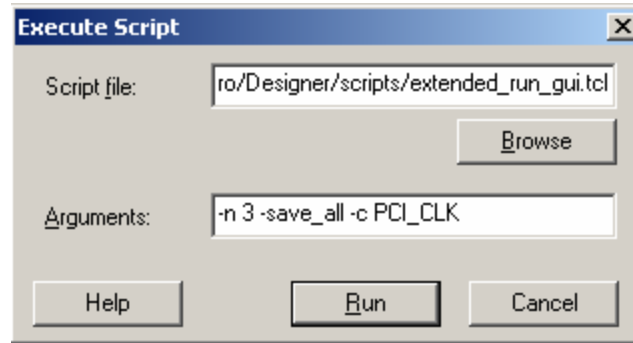 Execute Script
Script file: ro/Designer/scripts/extended_run_gui.tcl
Browse
Arguments: -n 3 -save_all -c PCI_CLK
Help Run Cancel